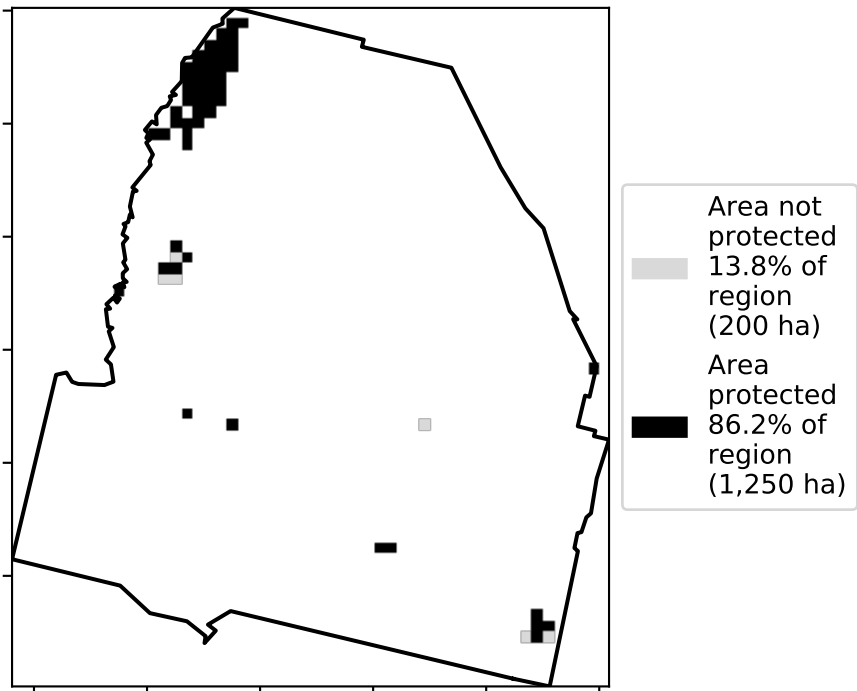 Area not
protected
13.8% of
region
(200 ha)
Area
protected
86.2% of
region
(1,250 ha)